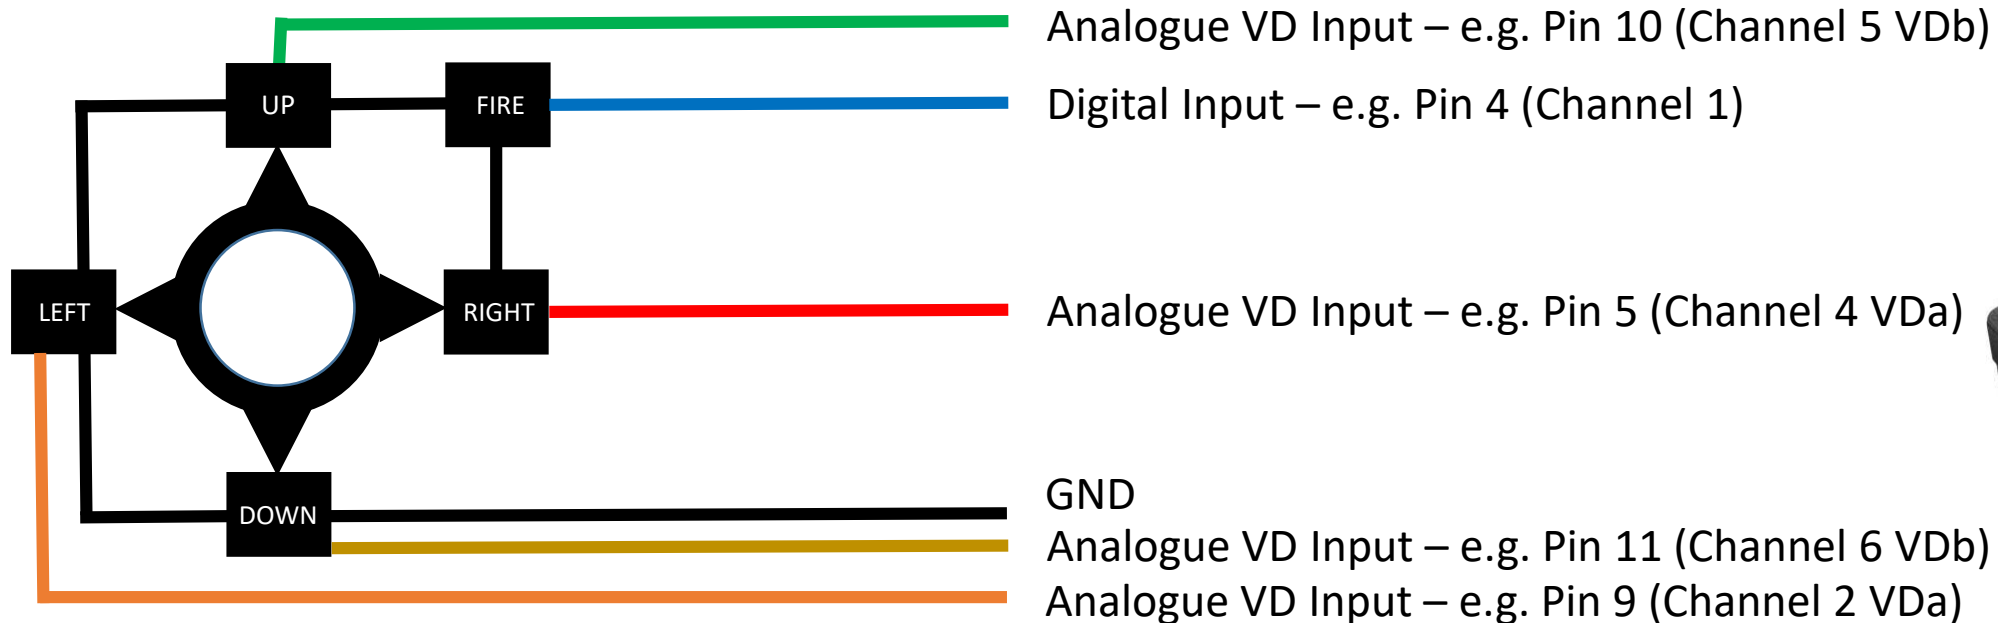 Analogue VD Input – e.g. Pin 10 (Channel 5 VDb)
UP
FIRE
Digital Input – e.g. Pin 4 (Channel 1)
LEFT
RIGHT
Analogue VD Input – e.g. Pin 5 (Channel 4 VDa)
GND
DOWN
Analogue VD Input – e.g. Pin 11 (Channel 6 VDb)
Analogue VD Input – e.g. Pin 9 (Channel 2 VDa)